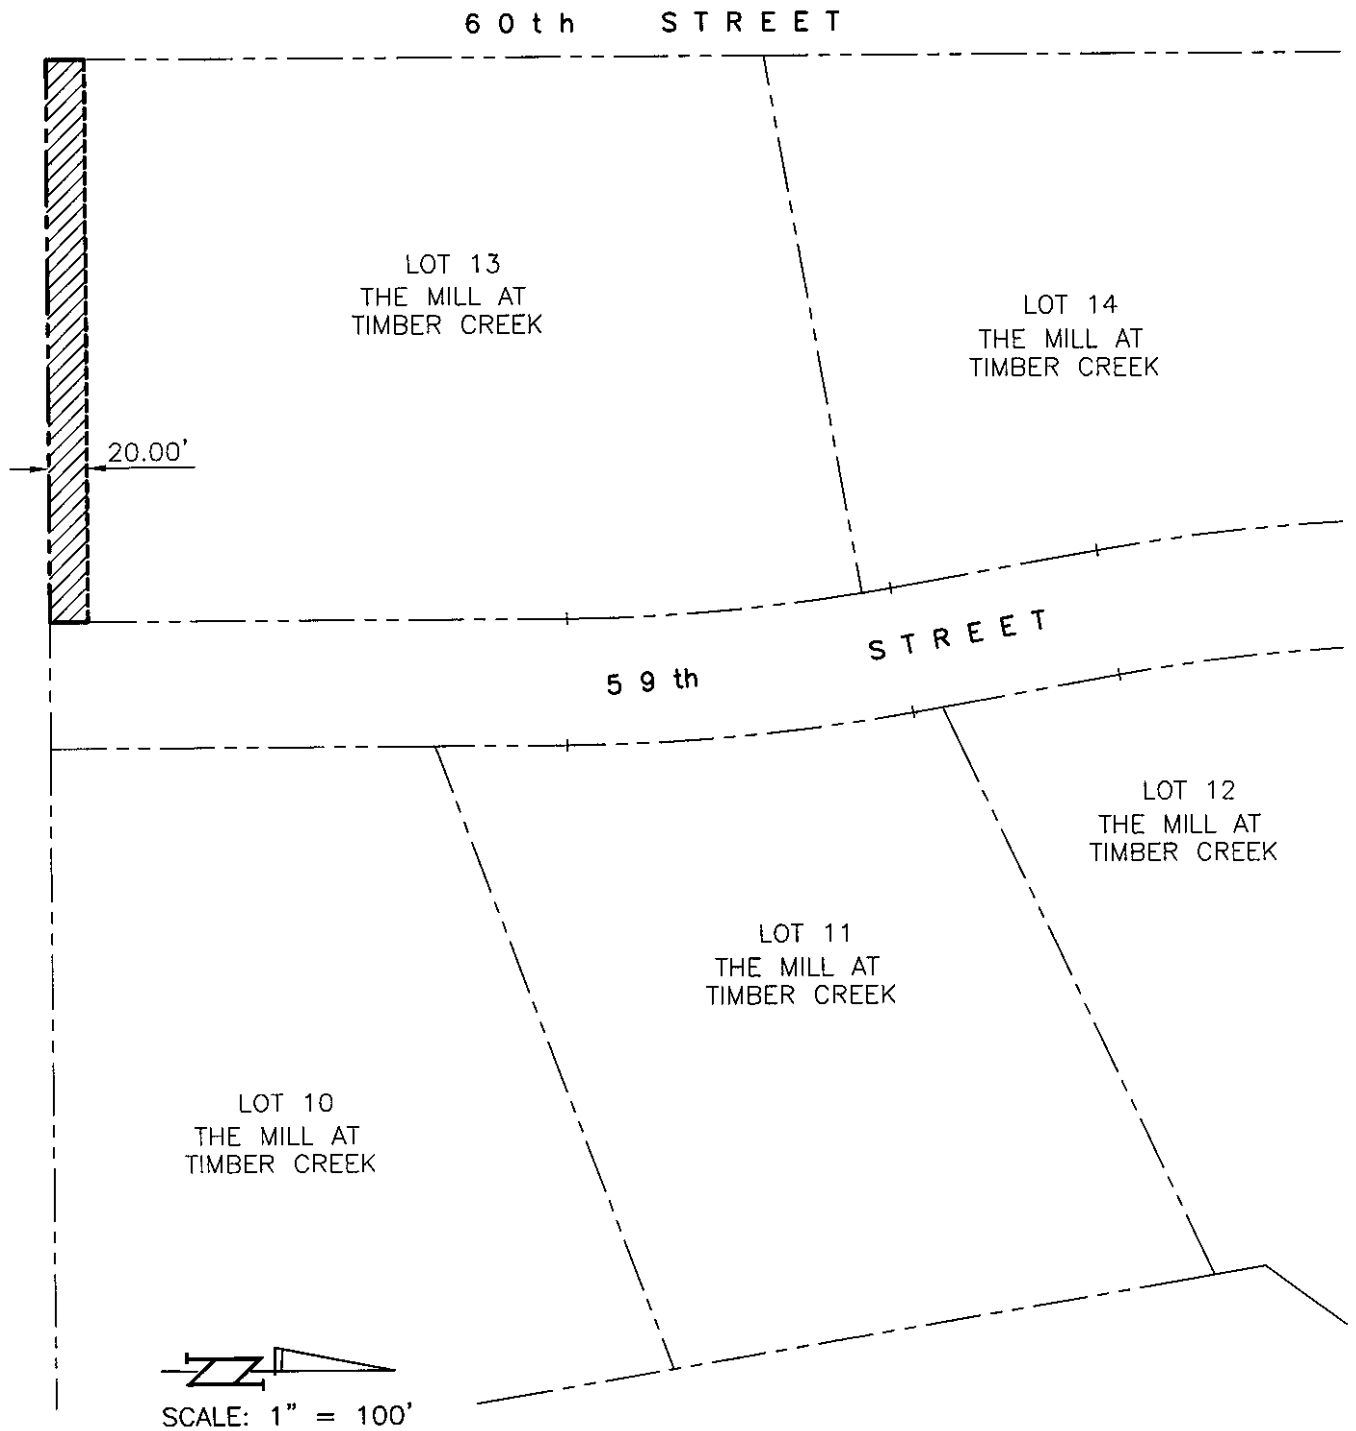 60th STREET
LOT 13
THE MILL AT
TIMBER CREEK
LOT 14
THE MILL AT
TIMBER CREEK
20.00'
59th STREET
LOT 12
THE MILL AT
TIMBER CREEK
LOT 11
THE MILL AT
TIMBER CREEK
LOT 10
THE MILL AT
TIMBER CREEK
N
SCALE: 1" = 100'